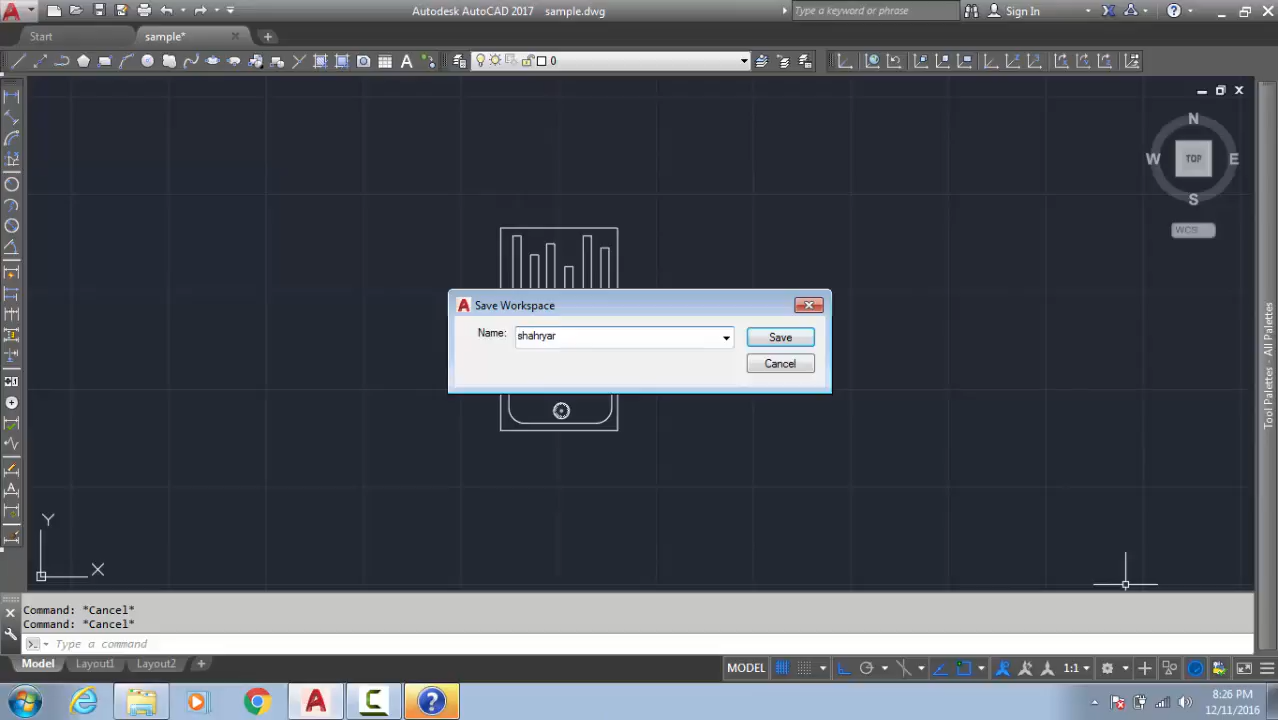 Autodesk AutoCAD 2017 sample.dwg
Type a keyword or phrase
Sign In
Start
sample*
0
N
W
TOP
E
S
WCS
Save Workspace
Name:
shahryar
Save
Cancel
Tool Palettes - All Palettes
Y
X
Command: *Cancel*
Command: *Cancel*
Type a command
Model
Layout1
Layout2
MODEL
1:1
8:26 PM
12/11/2016